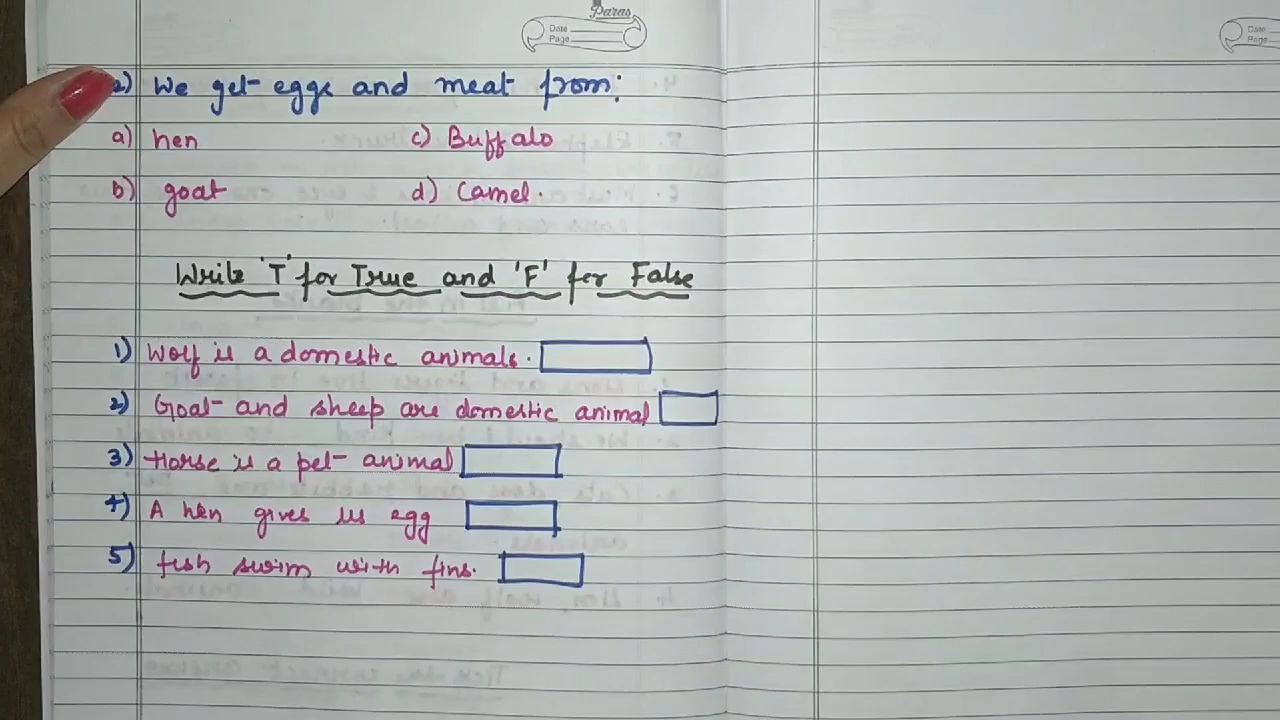 Paras
Date
Page
Date
Page
2) We get eggs and meat from:
a) hen c) Buffalo
b) goat d) Camel.
Write 'T' for True and 'F' for False
1) Wolf is a domestic animals.
2) Goat and sheep are domestic animal
3) Horse is a pet animal
4) A hen gives us egg
5) fish swim with fins.